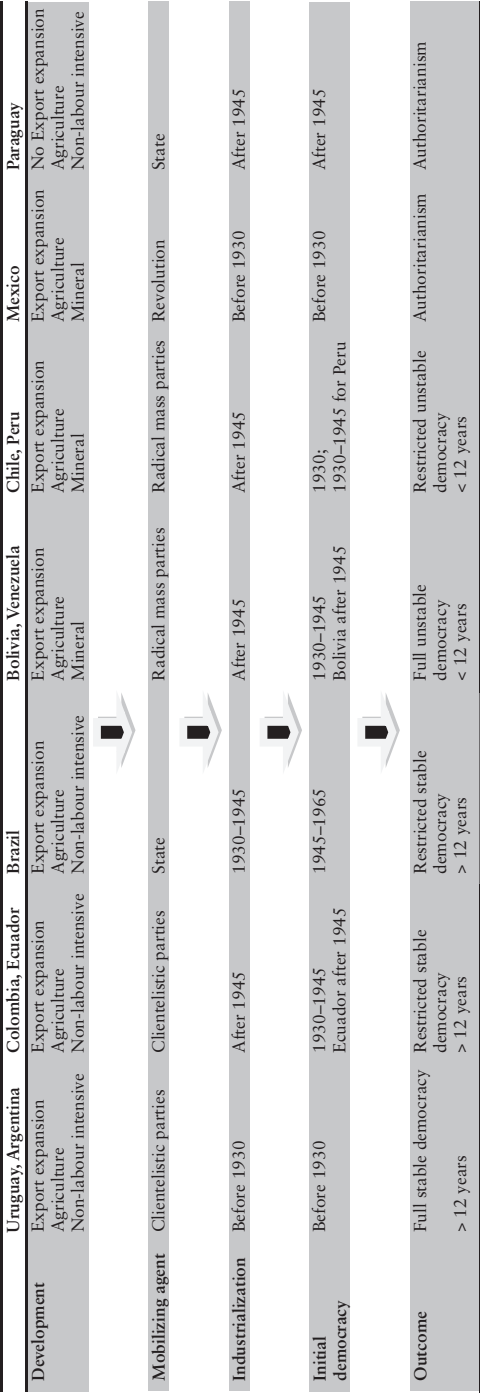 Uruguay, Argentina Colombia, Ecuador Brazil Bolivia, Venezuela Chile, Peru Mexico Paraguay
Development Export expansion Export expansion Export expansion Export expansion Export expansion Export expansion No Export expansion
Agriculture Agriculture Agriculture Agriculture Agriculture Agriculture Agriculture
Non-labour intensive Non-labour intensive Non-labour intensive Mineral Mineral Mineral Non-labour intensive
Mobilizing agent Clientelistic parties Clientelistic parties State Radical mass parties Radical mass parties Revolution State
Industrialization Before 1930 After 1945 1930–1945 After 1945 After 1945 Before 1930 After 1945
Initial Before 1930 1930–1945 1945–1965 1930–1945 1930; Before 1930 After 1945
democracy Ecuador after 1945 Bolivia after 1945 1930–1945 for Peru
Outcome Full stable democracy Restricted stable Restricted stable Full unstable Restricted unstable Authoritarianism Authoritarianism
democracy democracy democracy democracy
> 12 years > 12 years > 12 years < 12 years < 12 years